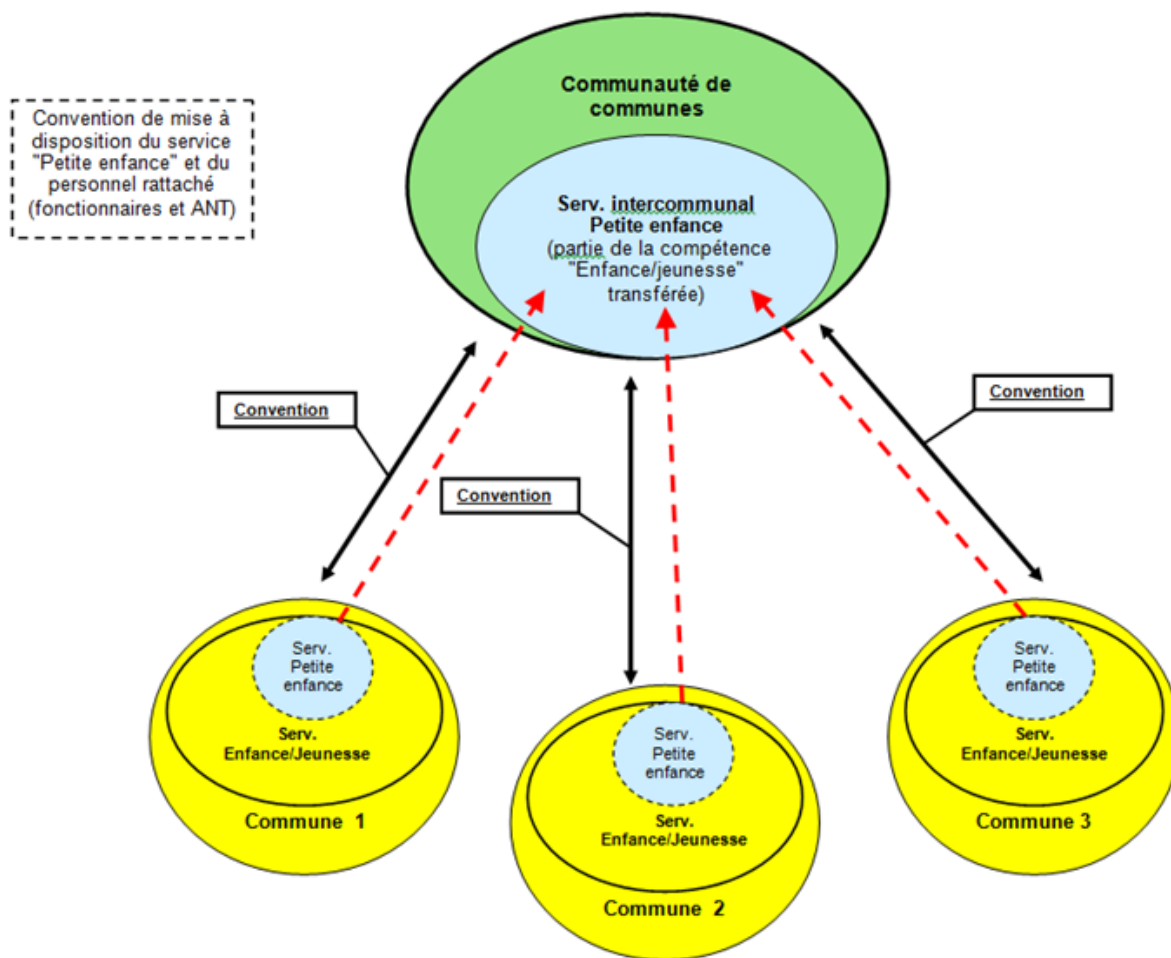 Communauté de
communes
Convention de mise à
disposition du service
"Petite enfance" et du
personnel rattaché
(fonctionnaires et ANT)
Serv. intercommunal
Petite enfance
(partie de la compétence
"Enfance/jeunesse"
transférée)
Convention
Convention
Convention
Serv.
Petite
enfance
Serv.
Enfance/Jeunesse
Commune 1
Serv.
Petite
enfance
Serv.
Enfance/Jeunesse
Commune 2
Serv.
Petite
enfance
Serv.
Enfance/Jeunesse
Commune 3